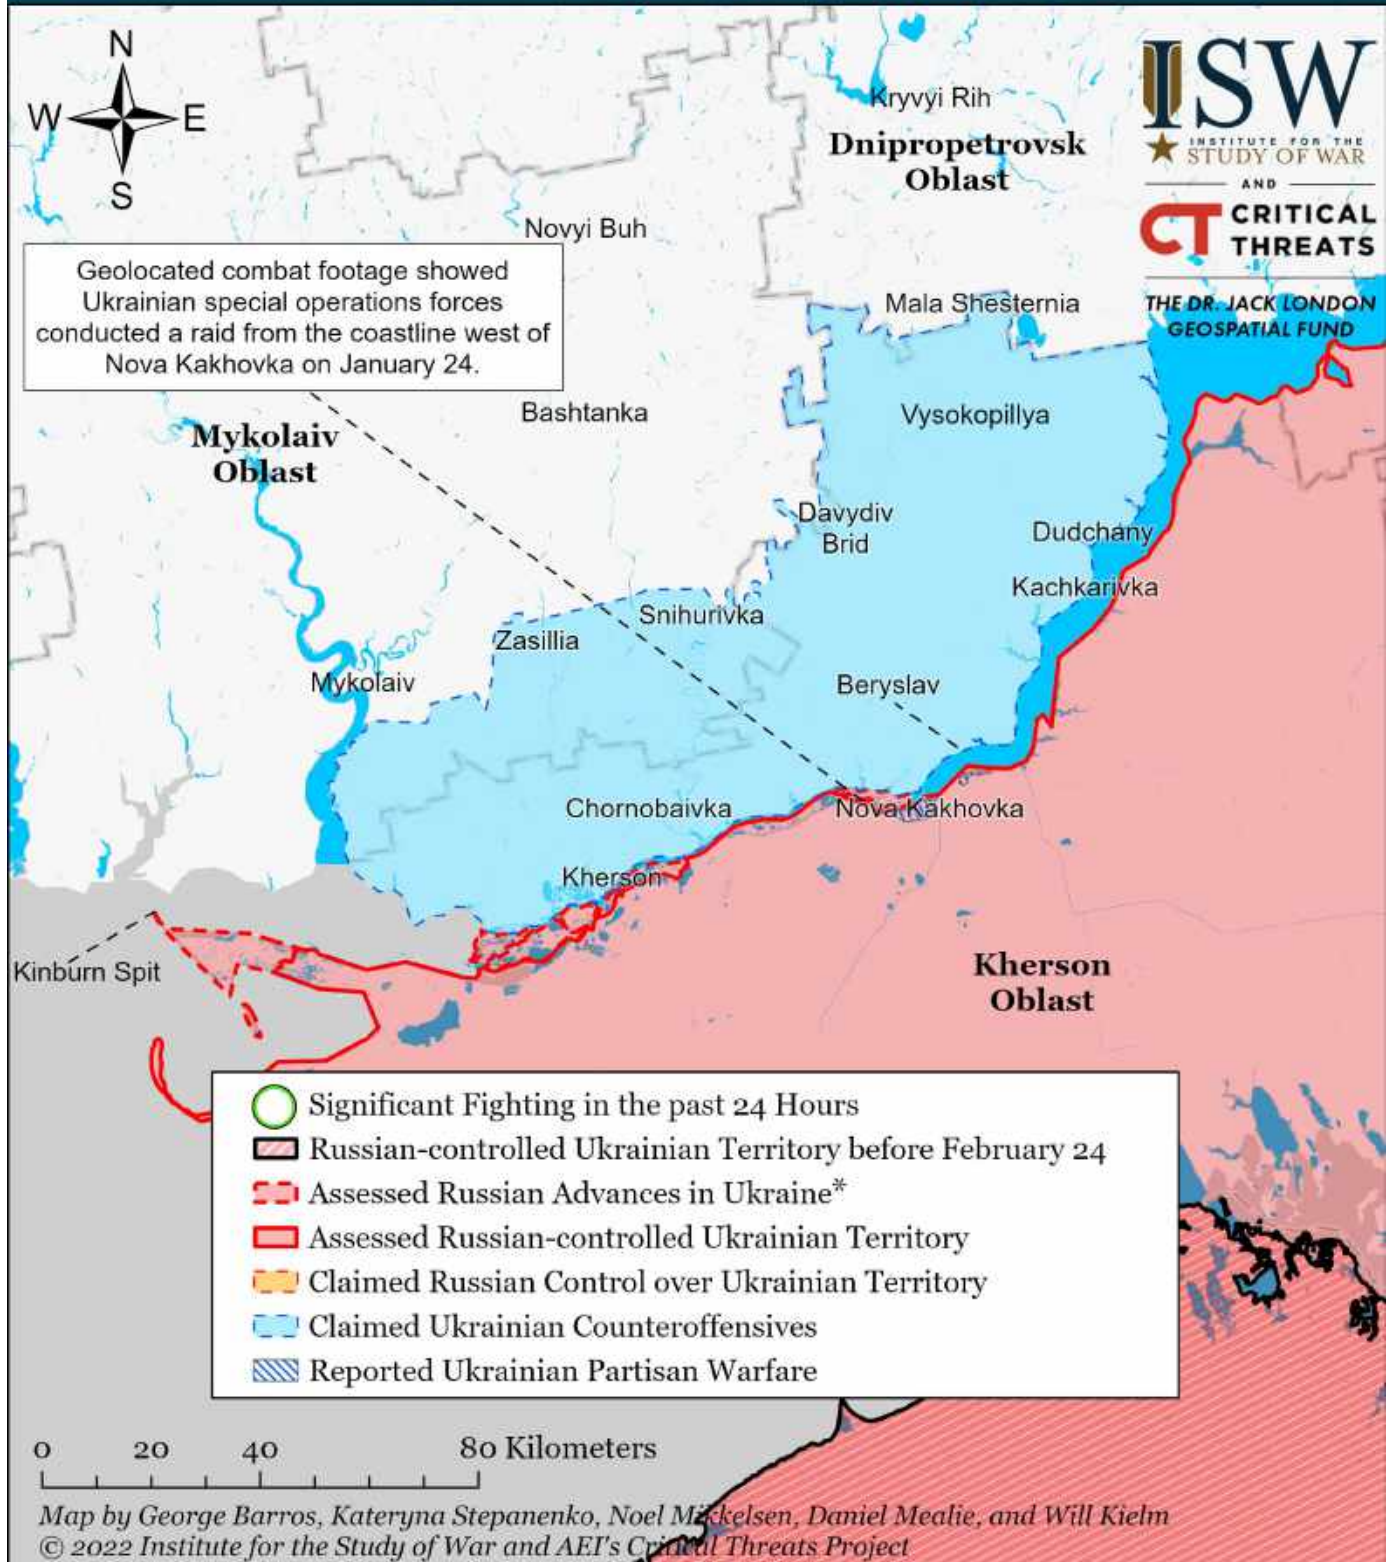 N
W
E
S
Kryvyi Rih
Dnipropetrovsk
Oblast
ISW
INSTITUTE FOR THE
STUDY OF WAR
AND
CT CRITICAL
THREATS
THE DR. JACK LONDON
GEOSPATIAL FUND
Novyi Buh
Geolocated combat footage showed
Ukrainian special operations forces
conducted a raid from the coastline west of
Nova Kakhovka on January 24.
Mala Shesternia
Bashtanka
Vysokopillya
Mykolaiv
Oblast
Davydiv
Brid
Dudchany
Kachkarivka
Snihurivka
Zasillia
Mykolaiv
Beryslav
Chornobaivka
Nova Kakhovka
Kherson
Kinburn Spit
Kherson
Oblast
Significant Fighting in the past 24 Hours
Russian-controlled Ukrainian Territory before February 24
Assessed Russian Advances in Ukraine*
Assessed Russian-controlled Ukrainian Territory
Claimed Russian Control over Ukrainian Territory
Claimed Ukrainian Counteroffensives
Reported Ukrainian Partisan Warfare
0 20 40 80 Kilometers
Map by George Barros, Kateryna Stepanenko, Noel Mikkelsen, Daniel Mealie, and Will Kielm
© 2022 Institute for the Study of War and AEI's Critical Threats Project